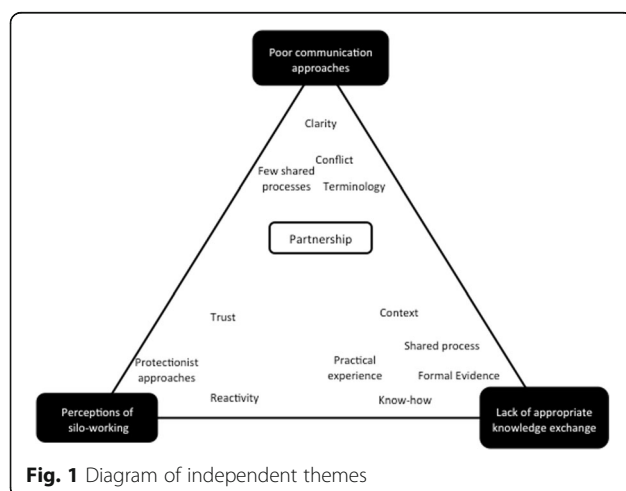 Poor communication
approaches
Clarity
Conflict
Few shared
processes
Terminology
Partnership
Trust
Context
Shared process
Protectionist
approaches
Practical
experience
Formal Evidence
Reactivity
Know-how
Perceptions of
silo-working
Lack of appropriate
knowledge exchange
Fig. 1 Diagram of independent themes